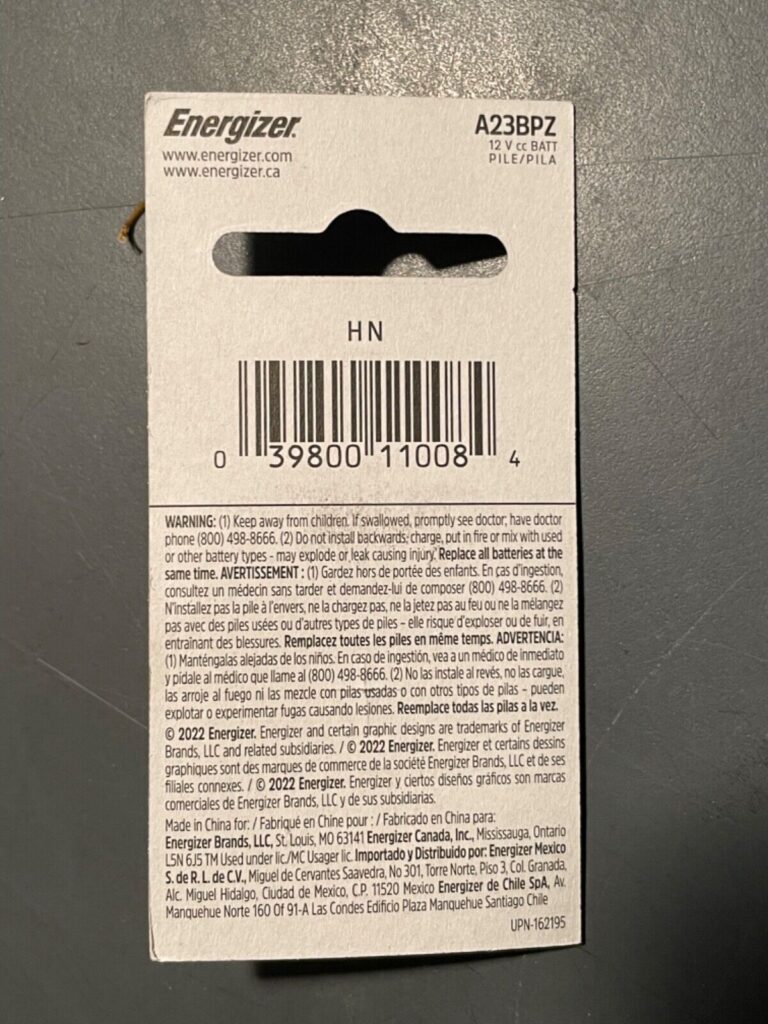 Energizer.
www.energizer.com
www.energizer.ca
A23BPZ
12 V cc BATT
PILE/PILA
HN
0 39800 11008 4
WARNING: (1) Keep away from children. If swallowed, promptly see doctor; have doctor
phone (800) 498-8666. (2) Do not install backwards, charge, put in fire or mix with used
or other battery types - may explode or leak causing injury. Replace all batteries at the
same time. AVERTISSEMENT : (1) Gardez hors de portée des enfants. En cas d'ingestion,
consultez un médecin sans tarder et demandez-lui de composer (800) 498-8666. (2)
N'installez pas la pile à l'envers, ne la chargez pas, ne la jetez pas au feu ou ne la mélangez
pas avec des piles usées ou d'autres types de piles – elle risque d'exploser ou de fuir, en
entraînant des blessures. Remplacez toutes les piles en même temps. ADVERTENCIA:
(1) Manténgalas alejadas de los niños. En caso de ingestión, vea a un médico de inmediato
y pídale al médico que llame al (800) 498-8666. (2) No las instale al revés, no las cargue,
las arroje al fuego ni las mezcle con pilas usadas o con otros tipos de pilas – pueden
explotar o experimentar fugas causando lesiones. Reemplace todas las pilas a la vez.
© 2022 Energizer. Energizer and certain graphic designs are trademarks of Energizer
Brands, LLC and related subsidiaries. / © 2022 Energizer. Energizer et certains dessins
graphiques sont des marques de commerce de la société Energizer Brands, LLC et de ses
filiales connexes. / © 2022 Energizer. Energizer y ciertos diseños gráficos son marcas
comerciales de Energizer Brands, LLC y de sus subsidiarias.
Made in China for: / Fabriqué en Chine pour : / Fabricado en China para:
Energizer Brands, LLC, St. Louis, MO 63141 Energizer Canada, Inc., Mississauga, Ontario
L5N 6J5 TM Used under lic./MC Usager lic. Importado y Distribuido por: Energizer Mexico
S. de R. L. de C.V., Miguel de Cervantes Saavedra, No 301, Torre Norte, Piso 3, Col. Granada,
Alc. Miguel Hidalgo, Ciudad de Mexico, C.P. 11520 Mexico Energizer de Chile SpA, Av.
Manquehue Norte 160 Of 91-A Las Condes Edificio Plaza Manquehue Santiago Chile
UPN-162195